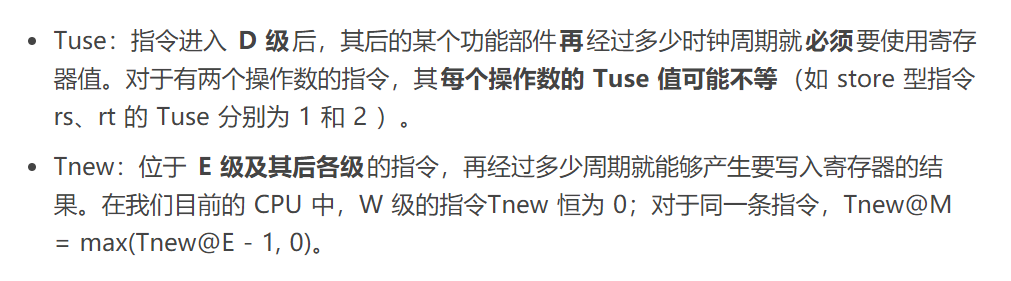 • Tuse：指令进入 D 级后，其后的某个功能部件再经过多少时钟周期就必须要使用寄存
器值。对于有两个操作数的指令，其每个操作数的 Tuse 值可能不等（如 store 型指令
rs、rt 的 Tuse 分别为 1 和 2 ）。
• Tnew：位于 E 级及其后各级的指令，再经过多少周期就能够产生要写入寄存器的结
果。在我们目前的 CPU 中，W 级的指令Tnew 恒为 0；对于同一条指令，Tnew@M
= max(Tnew@E - 1, 0)。